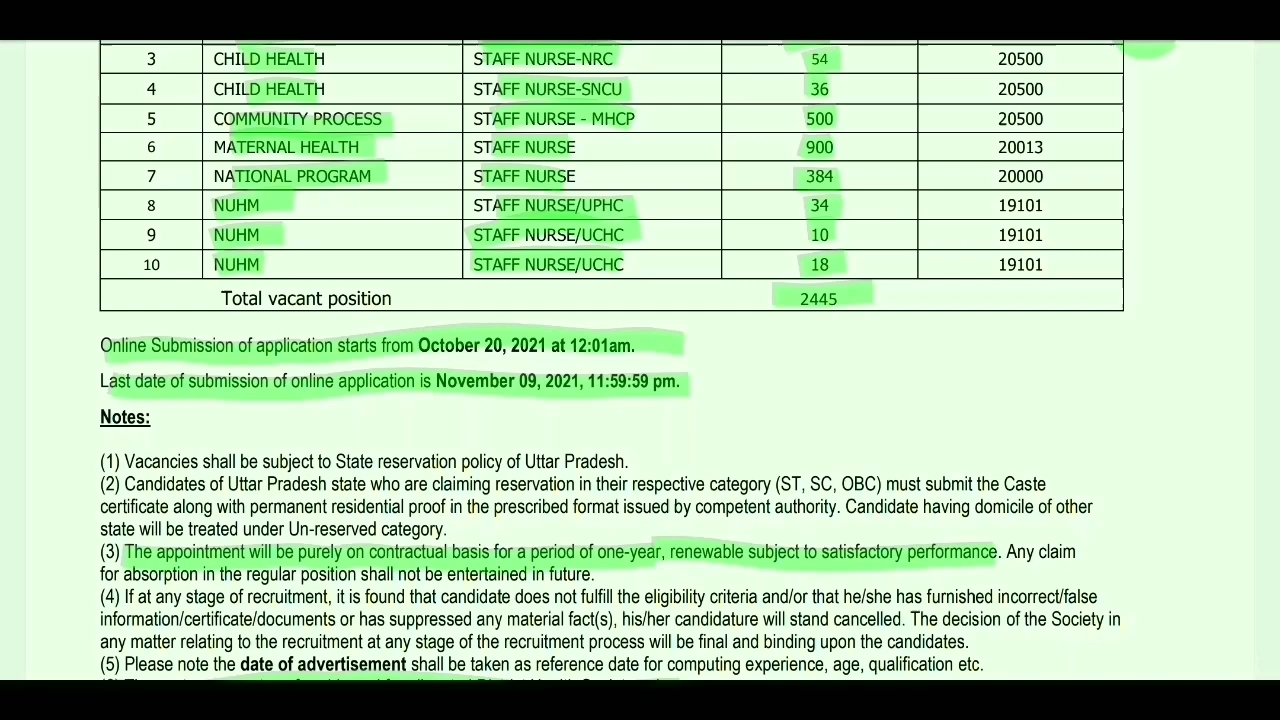 3 CHILD HEALTH STAFF NURSE-NRC 54 20500
4 CHILD HEALTH STAFF NURSE-SNCU 36 20500
5 COMMUNITY PROCESS STAFF NURSE - MHCP 500 20500
6 MATERNAL HEALTH STAFF NURSE 900 20013
7 NATIONAL PROGRAM STAFF NURSE 384 20000
8 NUHM STAFF NURSE/UPHC 34 19101
9 NUHM STAFF NURSE/UCHC 10 19101
10 NUHM STAFF NURSE/UCHC 18 19101
Total vacant position 2445
Online Submission of application starts from October 20, 2021 at 12:01am.
Last date of submission of online application is November 09, 2021, 11:59:59 pm.
Notes:
(1) Vacancies shall be subject to State reservation policy of Uttar Pradesh.
(2) Candidates of Uttar Pradesh state who are claiming reservation in their respective category (ST, SC, OBC) must submit the Caste
certificate along with permanent residential proof in the prescribed format issued by competent authority. Candidate having domicile of other
state will be treated under Un-reserved category.
(3) The appointment will be purely on contractual basis for a period of one-year, renewable subject to satisfactory performance. Any claim
for absorption in the regular position shall not be entertained in future.
(4) If at any stage of recruitment, it is found that candidate does not fulfill the eligibility criteria and/or that he/she has furnished incorrect/false
information/certificate/documents or has suppressed any material fact(s), his/her candidature will stand cancelled. The decision of the Society in
any matter relating to the recruitment at any stage of the recruitment process will be final and binding upon the candidates.
(5) Please note the date of advertisement shall be taken as reference date for computing experience, age, qualification etc.